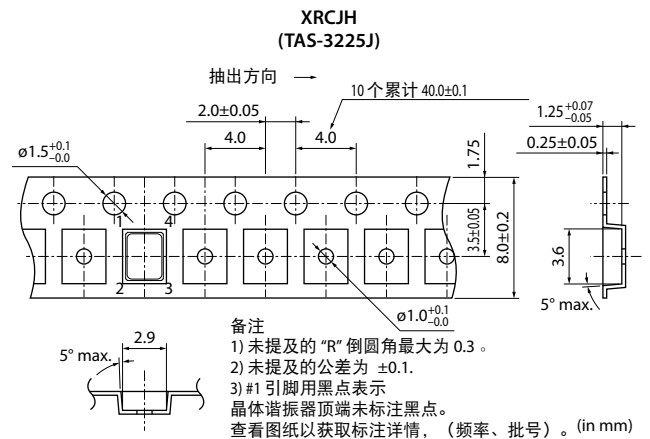 XRCJH
(TAS-3225J)
抽出方向
10 个累计 40.0±0.1
2.0±0.05
1.25 +0.07 -0.05
4.0
4.0
0.25±0.05
ø1.5 +0.1 -0.0
1.75
1 4
3.5±0.05
8.0±0.2
3.6
2 3
5° max.
ø1.0 +0.1 -0.0
2.9
5° max.
备注
1) 未提及的 “R” 倒圆角最大为 0.3 。
2) 未提及的公差为 ±0.1.
3) #1 引脚用黑点表示
晶体谐振器顶端未标注黑点。
查看图纸以获取标注详情，（频率、批号）。(in mm)